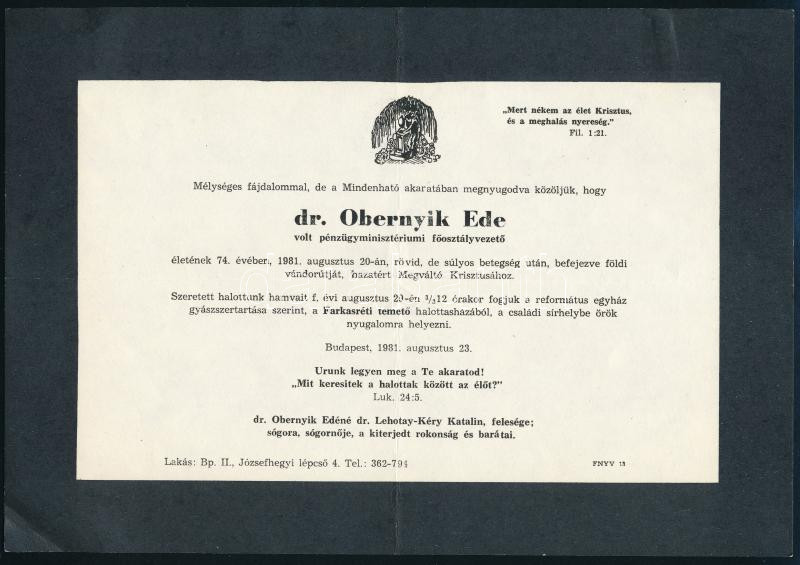 „Mert nékem az élet Krisztus,
és a meghalás nyereség."
Fil. 1:21.
Mélységes fájdalommal, de a Mindenható akaratában megnyugodva közöljük, hogy
dr. Obernyik Ede
volt pénzügyminisztériumi főosztályvezető
életének 74. évében, 1981. augusztus 20-án, rövid, de súlyos betegség után, befejezve földi
vándorútját, hazatért Megváltó Krisztusához.
Szeretett halottunk hamvait f. évi augusztus órakor fogjuk a református egyház
gyászszertartása szerint, a Farkasréti temető halottasházából, a családi sírhelybe örök
nyugalomra helyezni.
Budapest, 1981. augusztus 23.
Urunk legyen meg a Te akaratod!
„Mit keresitek a halottak között az élőt?"
Luk. 24:5.
dr. Obernyik Edéné dr. Lehotay-Kéry Katalin, felesége;
sógora, sógornője, a kiterjedt rokonság és barátai.
Lakás: Bp. II., Józsefhegyi lépcső 4. Tel.: 362-794
FNYV 13